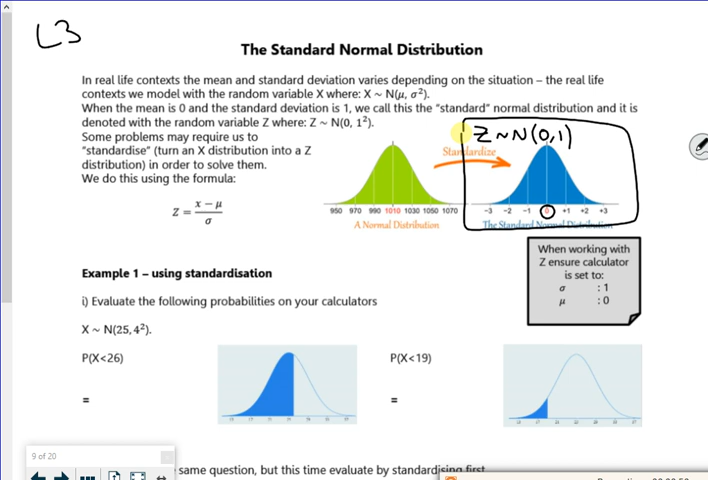 L3
The Standard Normal Distribution
In real life contexts the mean and standard deviation varies depending on the situation – the real life
contexts we model with the random variable X where: X ~ N(μ, σ²).
When the mean is 0 and the standard deviation is 1, we call this the "standard" normal distribution and it is
denoted with the random variable Z where: Z ~ N(0, 1²).
Some problems may require us to
"standardise" (turn an X distribution into a Z
distribution) in order to solve them.
We do this using the formula:
Z = (x − μ) / σ
Z ~ N(0,1)
Standardize
950 970 990 1010 1030 1050 1070
A Normal Distribution
−3 −2 −1 0 +1 +2 +3
The Standard Normal Distribution
When working with
Z ensure calculator
is set to:
σ : 1
μ : 0
Example 1 – using standardisation
i) Evaluate the following probabilities on your calculators
X ~ N(25, 4²).
P(X<26)
=
P(X<19)
=
9 of 20
same question, but this time evaluate by standardising first